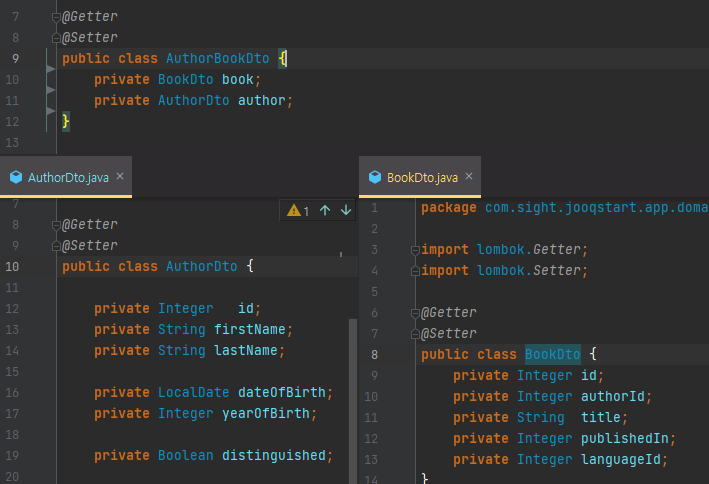 7 @Getter
8 @Setter
9 public class AuthorBookDto {
10 private BookDto book;
11 private AuthorDto author;
12 }
13
AuthorDto.java ×
7
1
8 @Getter
9 @Setter
10 public class AuthorDto {
11
12 private Integer   id;
13 private String firstName;
14 private String lastName;
15
16 private LocalDate dateOfBirth;
17 private Integer yearOfBirth;
18
19 private Boolean distinguished;
20
BookDto.java ×
1 package com.sight.jooqstart.app.doma
2
3 import lombok.Getter;
4 import lombok.Setter;
5
6 @Getter
7 @Setter
8 public class BookDto {
9 private Integer id;
10 private Integer authorId;
11 private String  title;
12 private Integer publishedIn;
13 private Integer languageId;
14 }